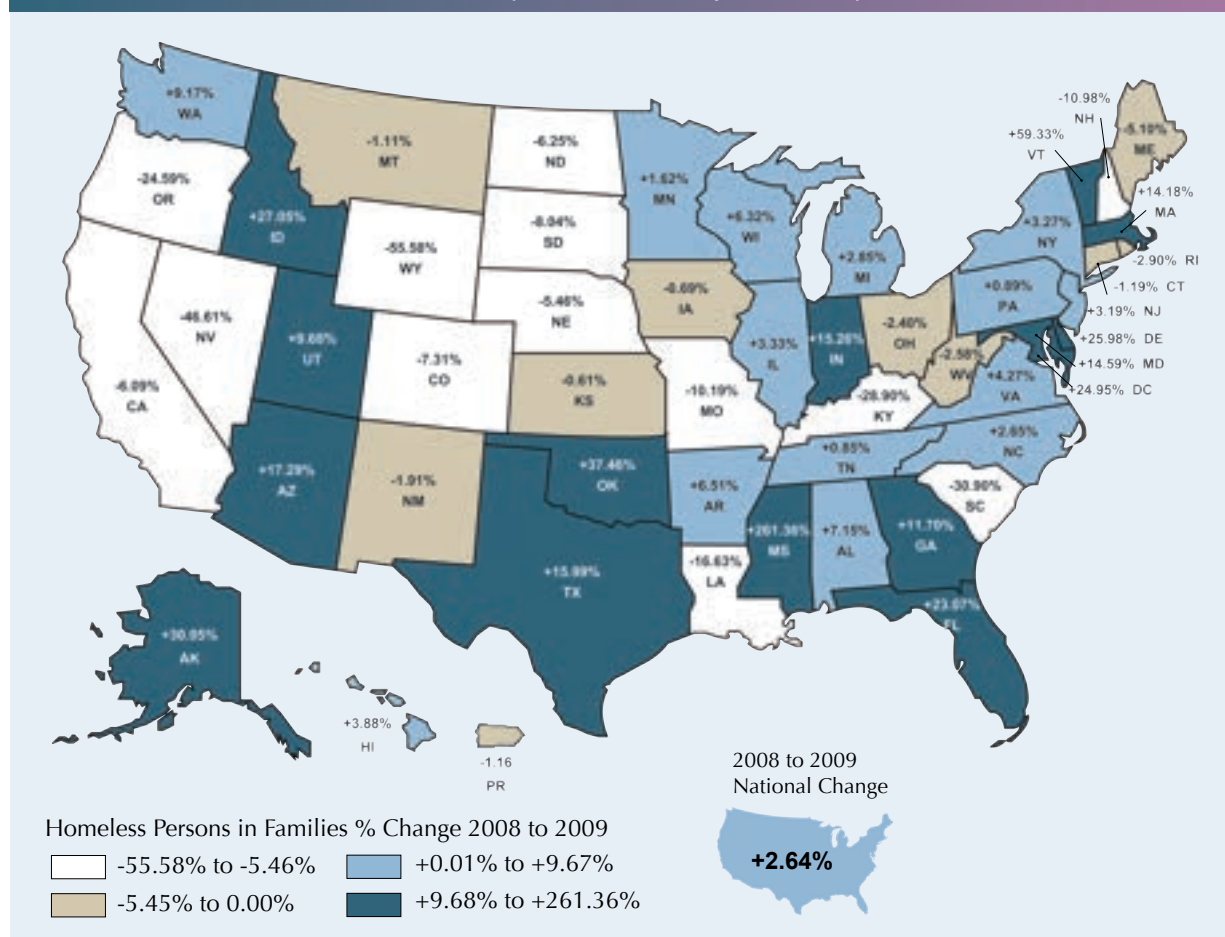 -10.98%
NH
+59.33%
VT
+9.17%
WA
-1.11%
MT
-6.25%
ND
-5.10%
ME
-24.59%
OR
+27.05%
ID
+1.62%
MN
+14.18%
MA
+6.32%
WI
+3.27%
NY
-55.58%
WY
SD
+2.85%
MI
-2.90% RI
-1.19% CT
+3.19% NJ
+0.89%
PA
-5.46%
NE
IA
-46.61%
NV
+9.68%
UT
-7.31%
CO
+3.33%
IL
+15.26%
IN
-2.40%
OH
-2.58%
WV
+25.98% DE
+14.59% MD
+24.95% DC
+4.27%
VA
-6.09%
CA
-0.61%
KS
-10.19%
MO
-28.90%
KY
+2.65%
NC
+0.85%
TN
+17.29%
AZ
-1.91%
NM
+37.46%
OK
+6.51%
AR
-30.90%
SC
+261.36%
MS
+7.15%
AL
+11.70%
GA
+15.99%
TX
-16.63%
LA
+23.07%
FL
+30.05%
AK
+3.88%
HI
-1.16
PR
2008 to 2009
National Change
+2.64%
Homeless Persons in Families % Change 2008 to 2009
-55.58% to -5.46%
+0.01% to +9.67%
-5.45% to 0.00%
+9.68% to +261.36%